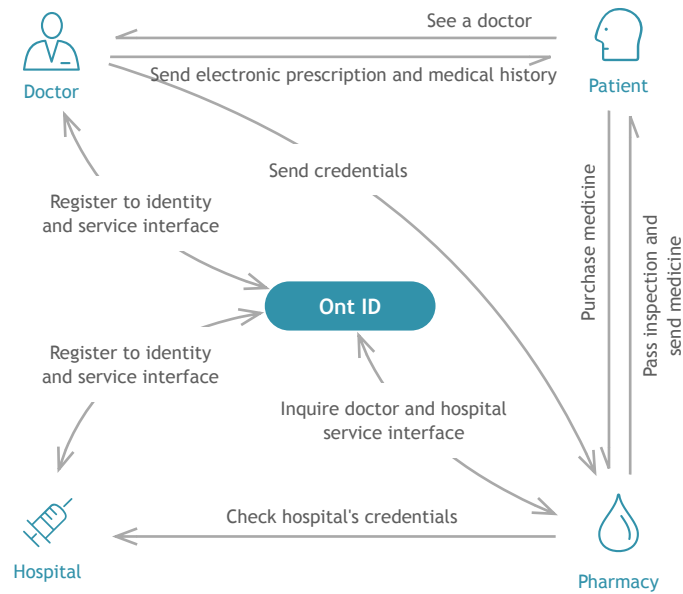 See a doctor
Send electronic prescription and medical history
Doctor
Patient
Send credentials
Register to identity
and service interface
Purchase medicine
Pass inspection and
send medicine
Ont ID
Register to identity
and service interface
Inquire doctor and hospital
service interface
Check hospital's credentials
Hospital
Pharmacy